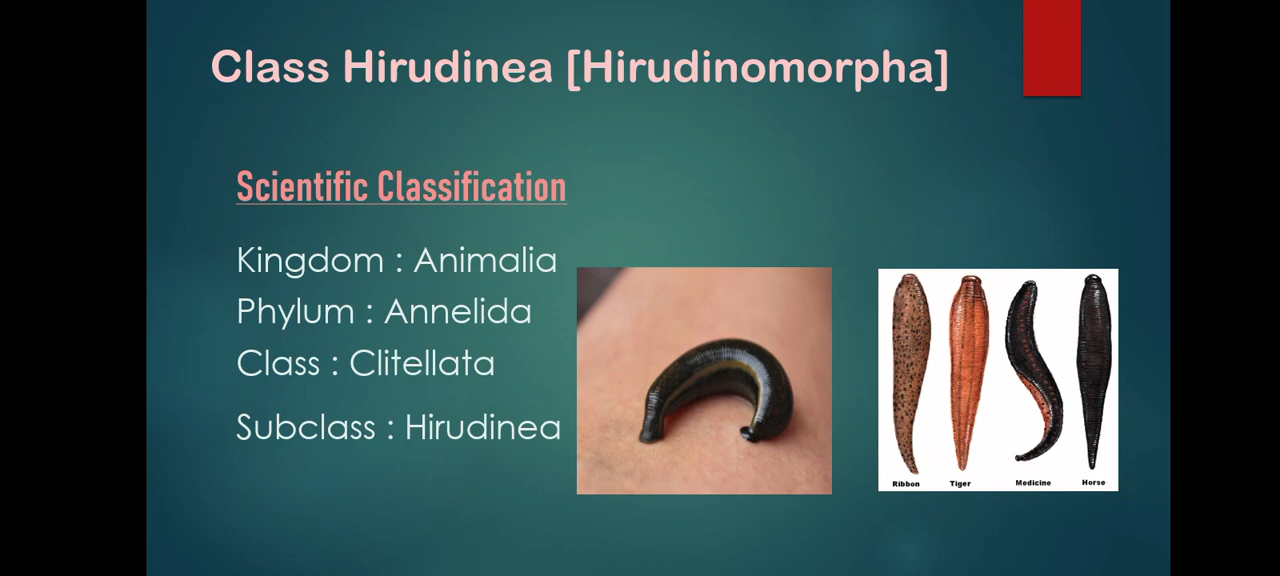 Class Hirudinea [Hirudinomorpha]
Scientific Classification
Kingdom : Animalia
Phylum : Annelida
Class : Clitellata
Subclass : Hirudinea
Ribbon Tiger Medicine Horse